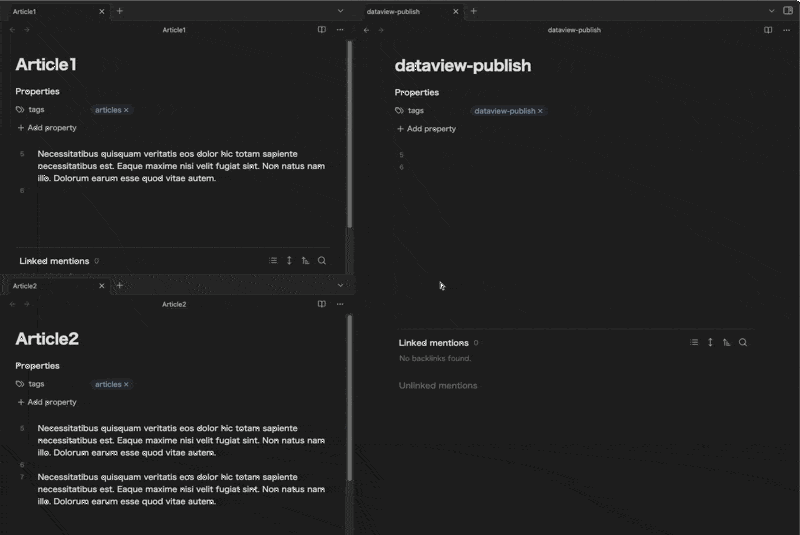 Article1
Article1
Article1
Properties
tags articles
Add property
5 Necessitatibus quisquam veritatis eos dolor hic totam sapiente
necessitatibus est. Eaque maxime nisi velit fugiat sint. Non natus nam
illo. Dolorum earum esse quod vitae autem.
6
Linked mentions 0
Article2
Article2
Article2
Properties
tags articles
Add property
5 Necessitatibus quisquam veritatis eos dolor hic totam sapiente
necessitatibus est. Eaque maxime nisi velit fugiat sint. Non natus nam
illo. Dolorum earum esse quod vitae autem.
6
7 Necessitatibus quisquam veritatis eos dolor hic totam sapiente
necessitatibus est. Eaque maxime nisi velit fugiat sint. Non natus nam
illo. Dolorum earum esse quod vitae autem.
dataview-publish
dataview-publish
dataview-publish
Properties
tags dataview-publish
Add property
5
6
Linked mentions 0
No backlinks found.
Unlinked mentions